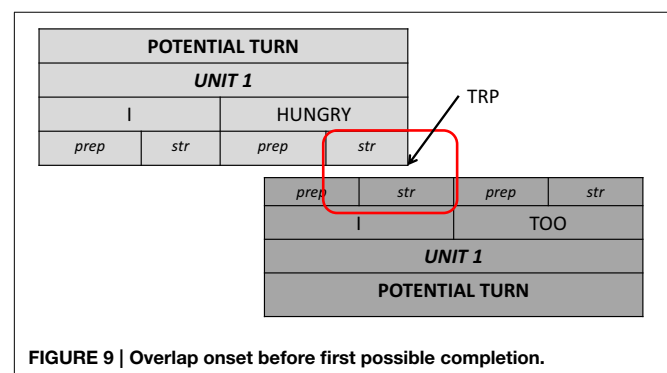 POTENTIAL TURN
UNIT 1
TRP
I HUNGRY
prep str prep str
prep str prep str
I TOO
UNIT 1
POTENTIAL TURN
FIGURE 9 | Overlap onset before first possible completion.